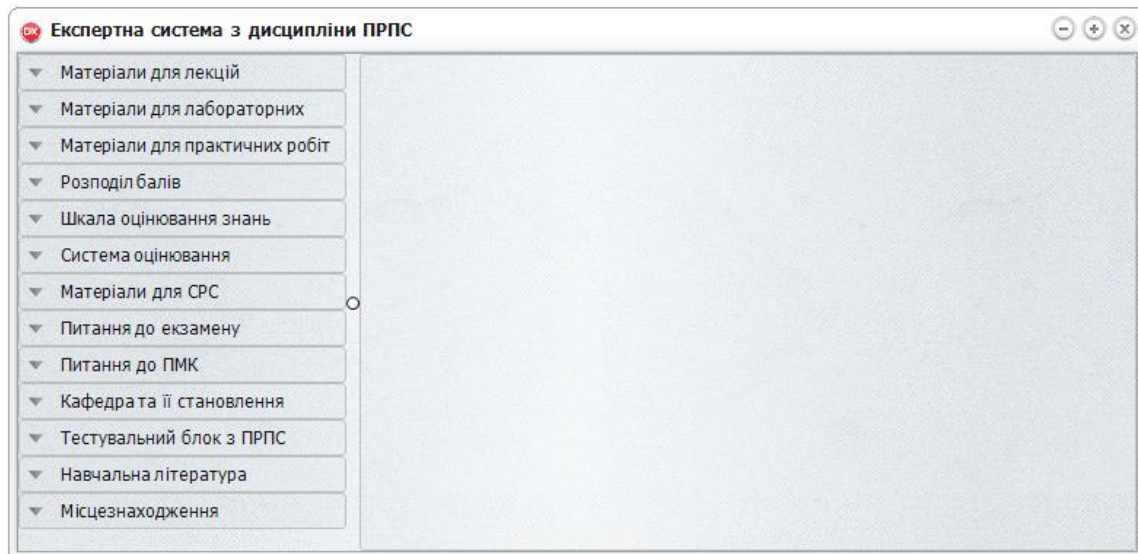 DX Експертна система з дисципліни ПРПС
Матеріали для лекцій
Матеріали для лабораторних
Матеріали для практичних робіт
Розподіл балів
Шкала оцінювання знань
Система оцінювання
Матеріали для СРС
Питання до екзамену
Питання до ПМК
Кафедра та її становлення
Тестувальний блок з ПРПС
Навчальна література
Місцезнаходження